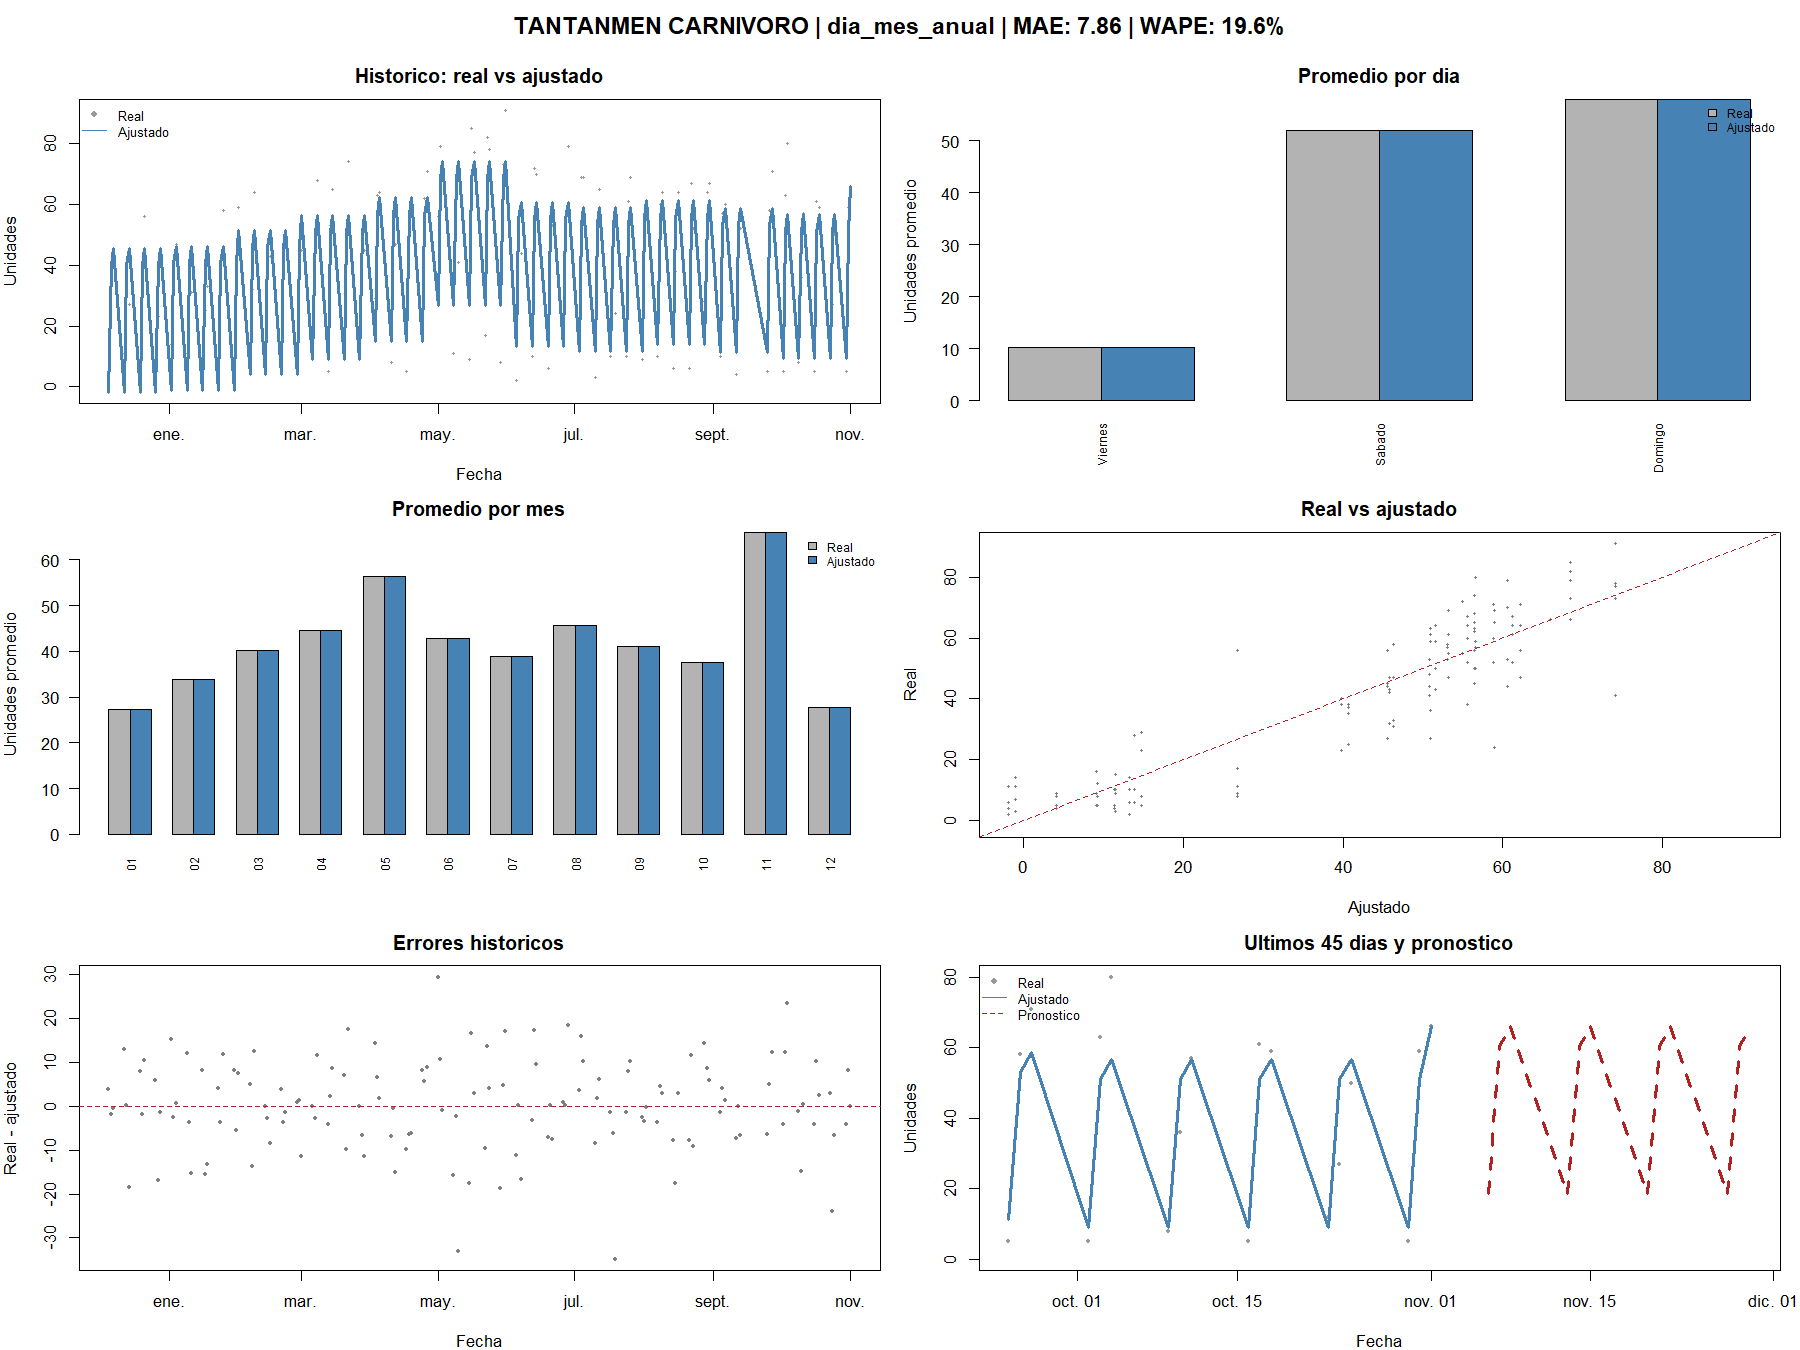 TANTANMEN CARNIVORO | dia_mes_anual | MAE: 7.86 | WAPE: 19.6%
Historico: real vs ajustado
Real
Ajustado
Unidades
0
20
40
60
80
ene.
mar.
may.
jul.
sept.
nov.
Fecha
Promedio por dia
Real
Ajustado
Unidades promedio
0
10
20
30
40
50
Viernes
Sabado
Domingo
Promedio por mes
Real
Ajustado
Unidades promedio
0
10
20
30
40
50
60
01
02
03
04
05
06
07
08
09
10
11
12
Real vs ajustado
Real
0
20
40
60
80
0
20
40
60
80
Ajustado
Errores historicos
Real - ajustado
-30
-20
-10
0
10
20
30
ene.
mar.
may.
jul.
sept.
nov.
Fecha
Ultimos 45 dias y pronostico
Real
Ajustado
Pronostico
Unidades
0
20
40
60
80
oct. 01
oct. 15
nov. 01
nov. 15
dic. 01
Fecha